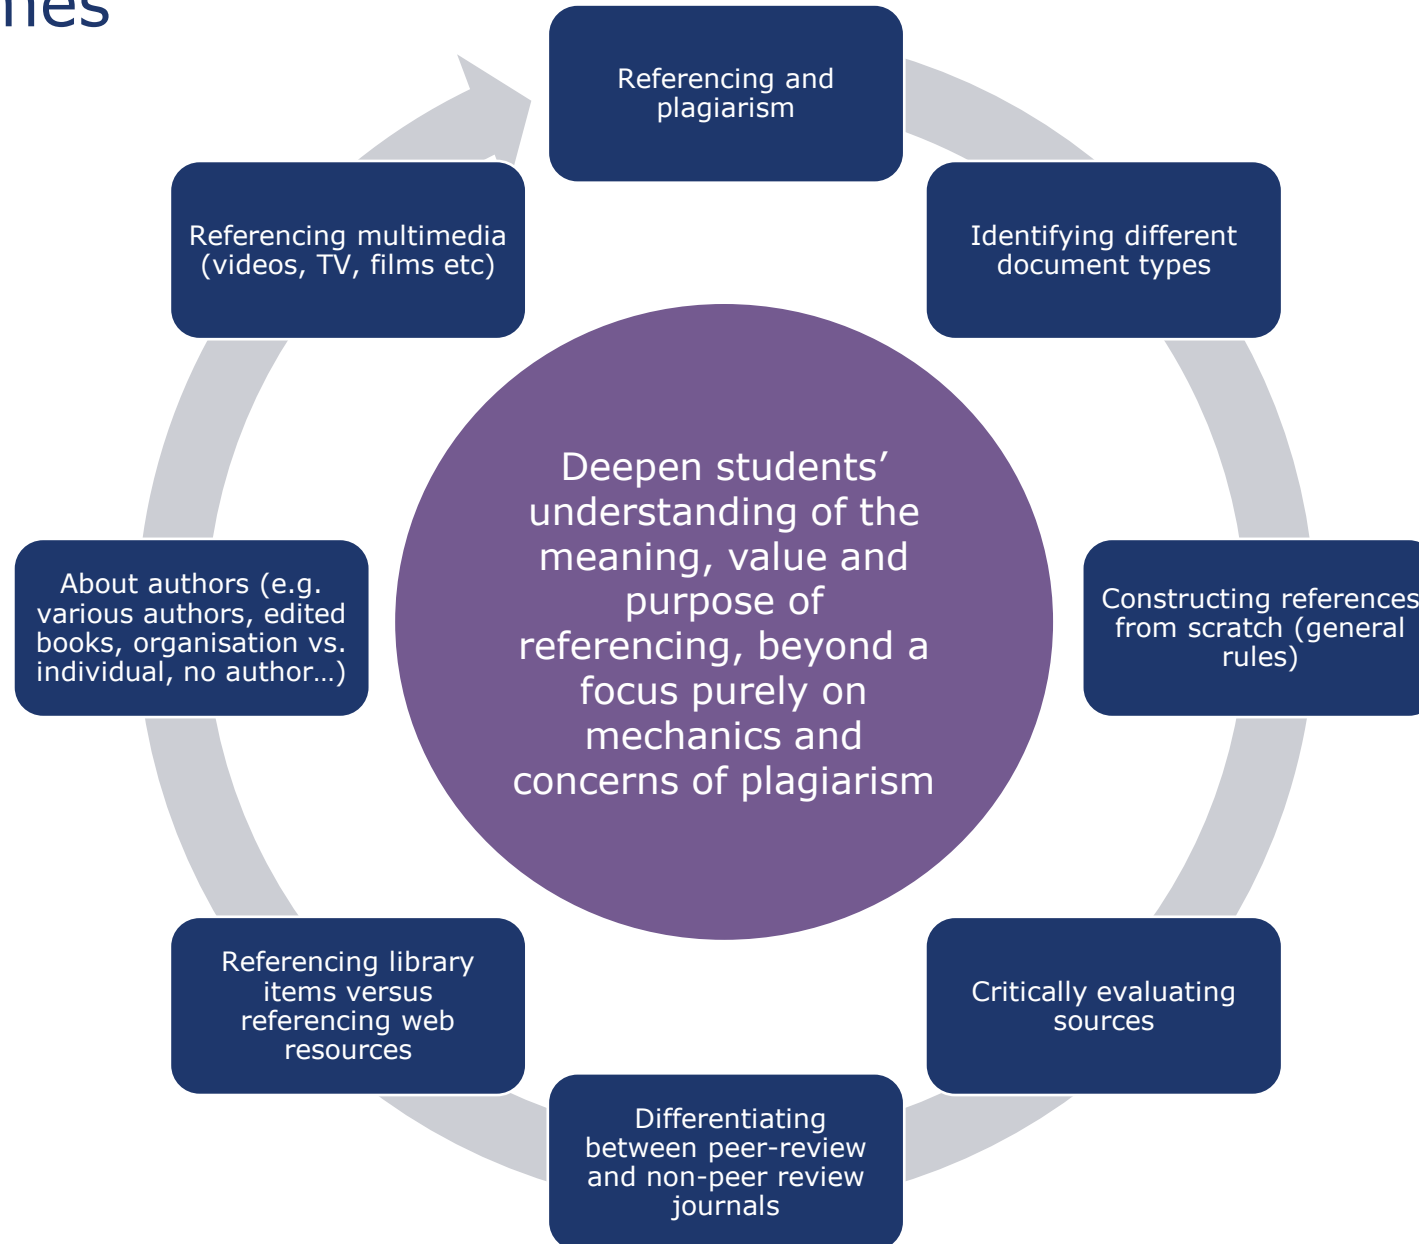 Referencing and
plagiarism
Identifying different
document types
Constructing references
from scratch (general
rules)
Critically evaluating
sources
Differentiating
between peer-review
and non-peer review
journals
Referencing library
items versus
referencing web
resources
About authors (e.g.
various authors, edited
books, organisation vs.
individual, no author…)
Referencing multimedia
(videos, TV, films etc)
Deepen students’
understanding of the
meaning, value and
purpose of
referencing, beyond a
focus purely on
mechanics and
concerns of plagiarism